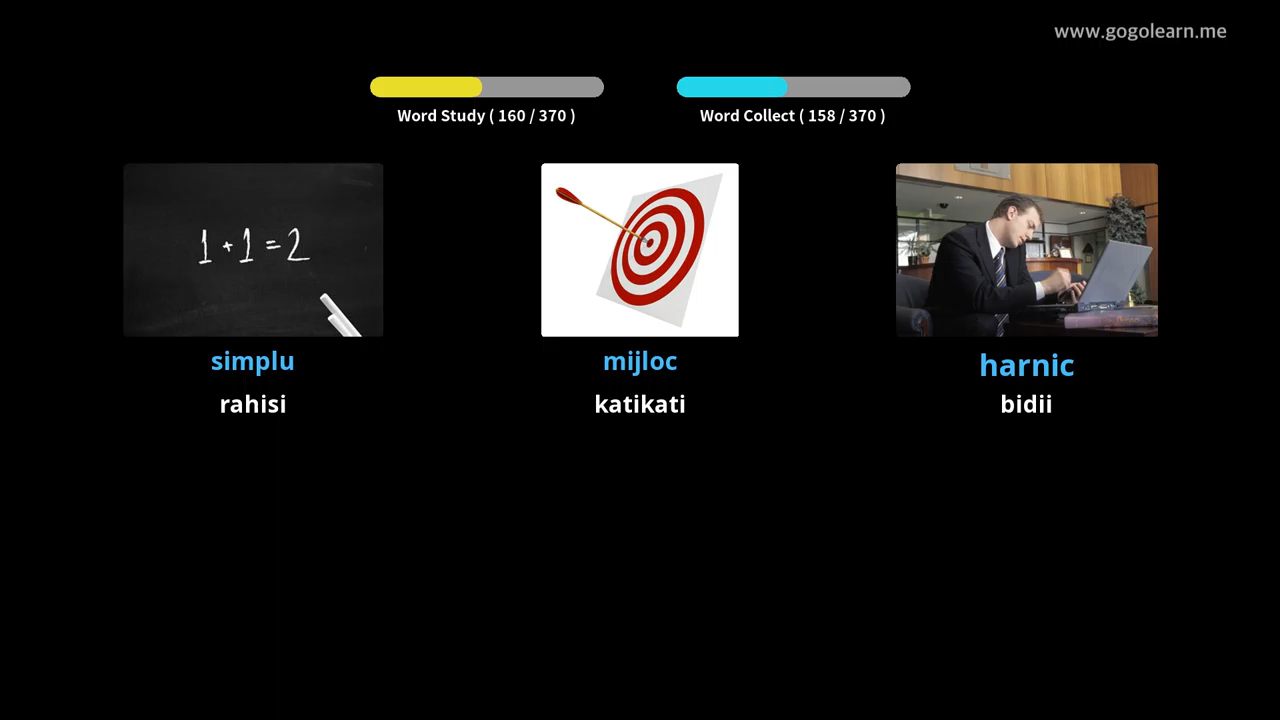 www.gogolearn.me
Word Study ( 160 / 370 )
Word Collect ( 158 / 370 )
1 + 1 = 2
simplu
mijloc
harnic
rahisi
katikati
bidii